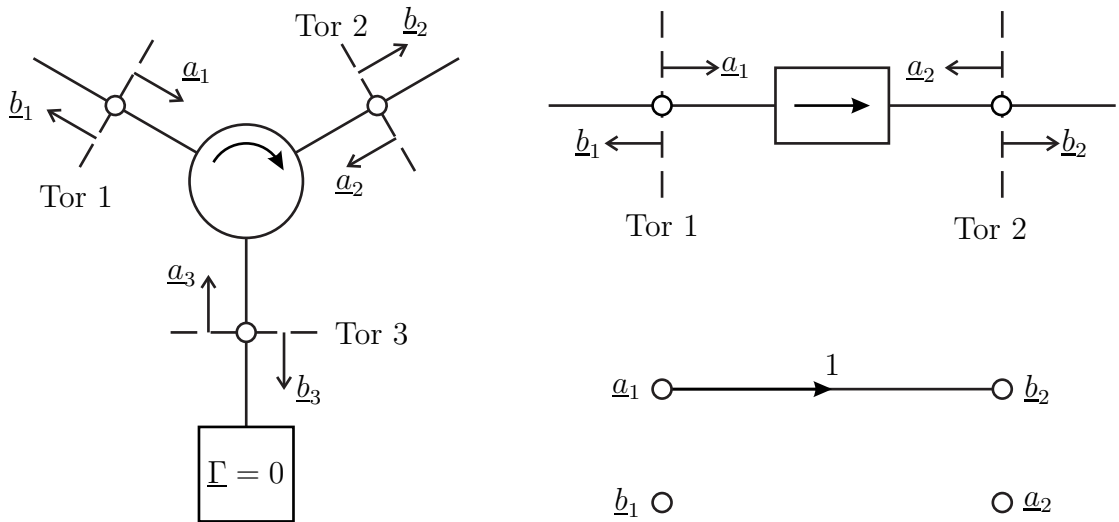 Tor 2
b₂
a₁
b₁
Tor 1
a₂
a₃
Tor 3
b₃
Γ = 0
a₁
a₂
b₁
b₂
Tor 1
Tor 2
1
a₁
b₂
b₁
a₂